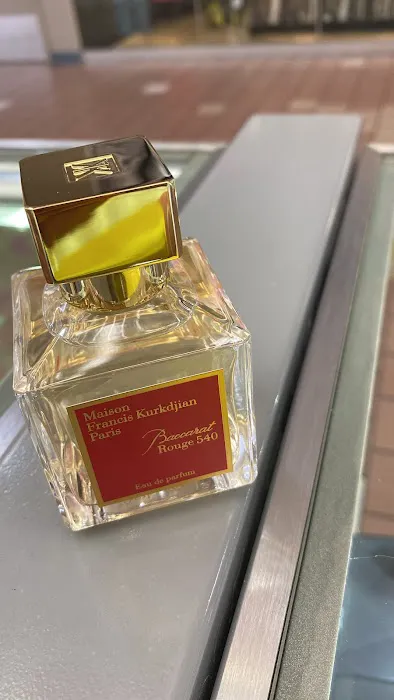 Maison
Francis Kurkdjian
Paris
Baccarat
Rouge 540
Eau de parfum